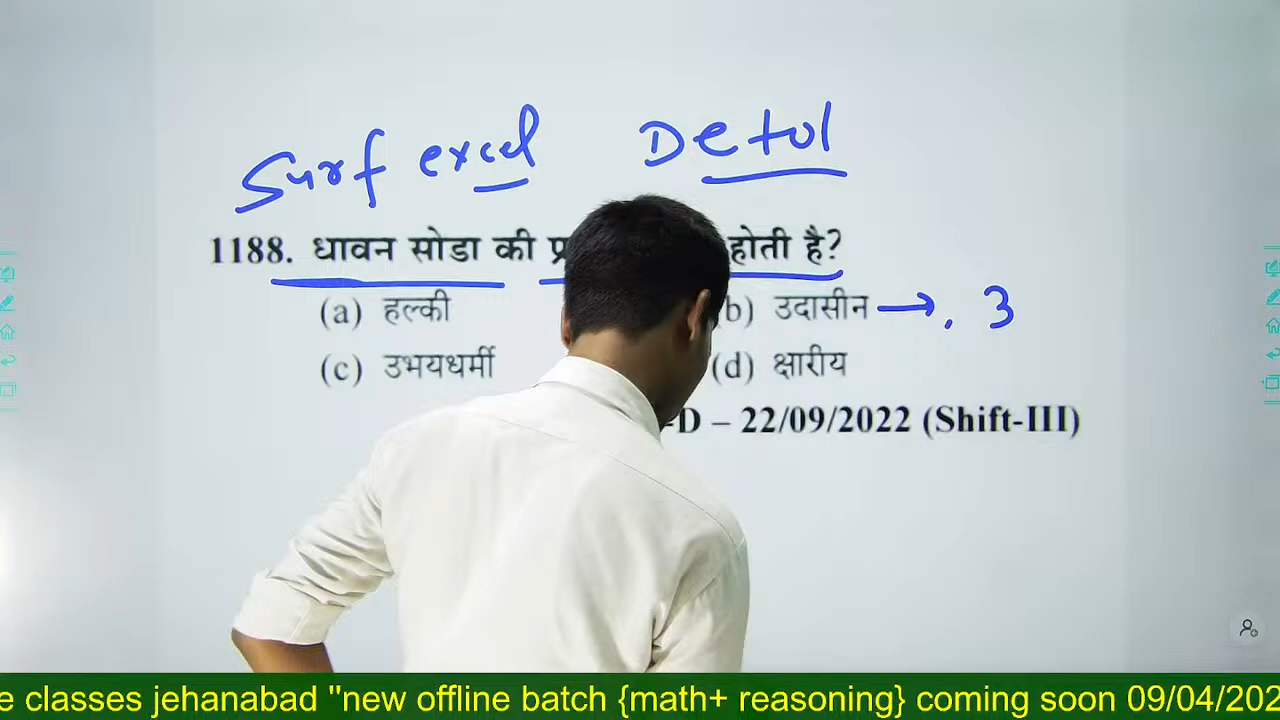 Surf excel Detol
1188. धावन सोडा की होती है?
(a) हल्की (b) उदासीन → . 3
(c) उभयधर्मी (d) क्षारीय
-D – 22/09/2022 (Shift-III)
e classes jehanabad "new offline batch {math+ reasoning} coming soon 09/04/202